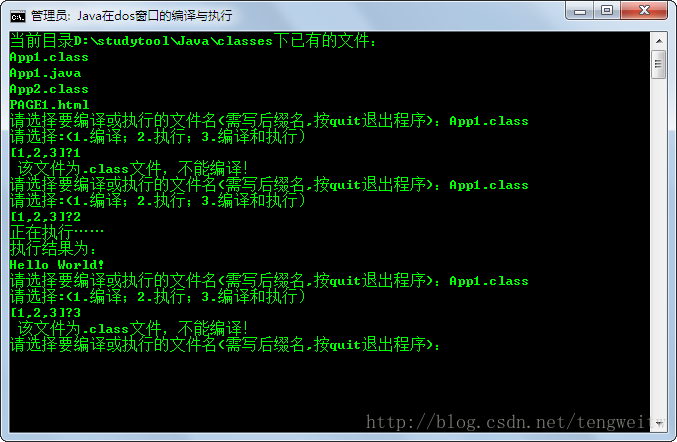 管理员: Java在dos窗口的编译与执行
当前目录D:\studytool\Java\classes下已有的文件：
App1.class
App1.java
App2.class
PAGE1.html
请选择要编译或执行的文件名(需写后缀名,按quit退出程序)：App1.class
请选择:(1.编译；2.执行；3.编译和执行)
[1,2,3]?1
该文件为.class文件，不能编译!
请选择要编译或执行的文件名(需写后缀名,按quit退出程序)：App1.class
请选择:(1.编译；2.执行；3.编译和执行)
[1,2,3]?2
正在执行……
执行结果为：
Hello World!
请选择要编译或执行的文件名(需写后缀名,按quit退出程序)：App1.class
请选择:(1.编译；2.执行；3.编译和执行)
[1,2,3]?3
该文件为.class文件，不能编译!
请选择要编译或执行的文件名(需写后缀名,按quit退出程序)：